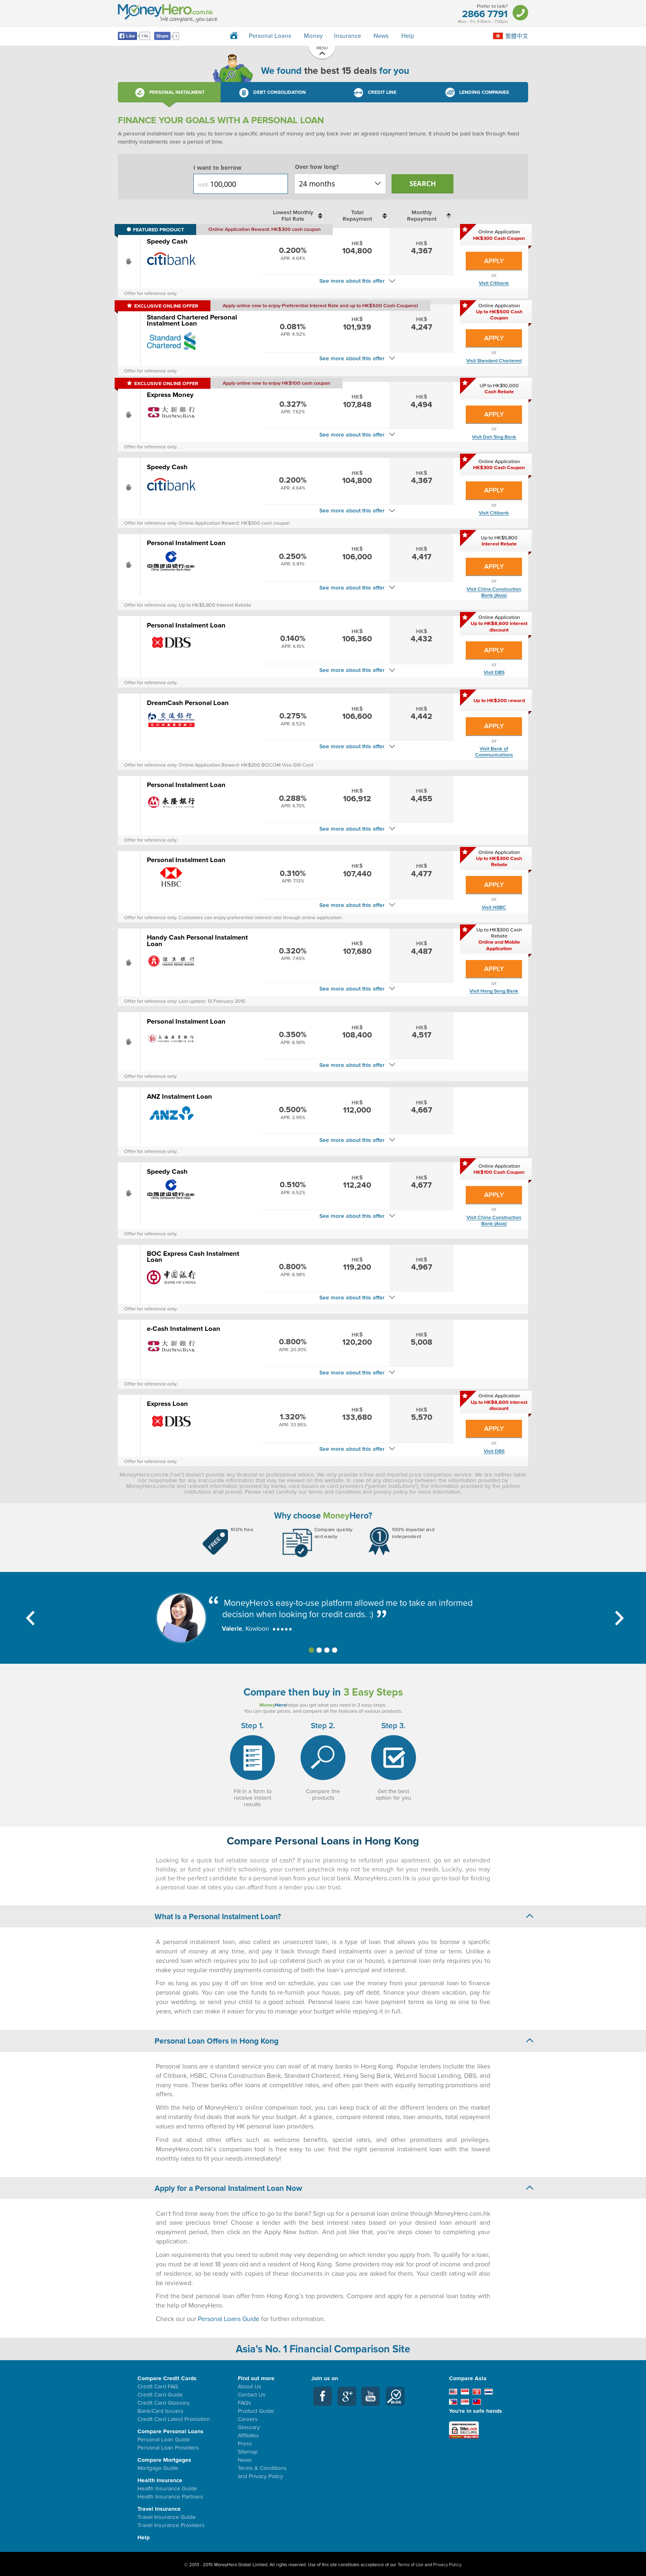 MoneyHero.com.hk
We compare, you save
Prefer to talk?
2866 7791
Like
Share
Personal Loans
Money
Insurance
News
Help
繁體中文
MENU
We found the best 15 deals for you
PERSONAL INSTALMENT
DEBT CONSOLIDATION
CREDIT LINE
LENDING COMPANIES
FINANCE YOUR GOALS WITH A PERSONAL LOAN
A personal instalment loan lets you to borrow a specific amount of money and pay back over an agreed repayment tenure. It should be paid back through fixed
monthly instalments over a period of time.
I want to borrow
Over how long?
HK$ 100,000
24 months
SEARCH
Lowest Monthly Flat Rate
Total Repayment
Monthly Repayment
FEATURED PRODUCT
Online Application Reward: HK$300 cash coupon
Speedy Cash
citibank
0.200%
APR: 4.64%
HK$ 104,800
HK$ 4,367
Online Application
HK$300 Cash Coupon
APPLY
or
Visit Citibank
See more about this offer
Offer for reference only.
EXCLUSIVE ONLINE OFFER
Apply online now to enjoy Preferential Interest Rate and up to HK$500 Cash Coupons!
Standard Chartered Personal Instalment Loan
Standard Chartered
0.081%
APR: 4.92%
HK$ 101,939
HK$ 4,247
Online Application
Up to HK$500 Cash Coupon
APPLY
or
Visit Standard Chartered
See more about this offer
Offer for reference only.
EXCLUSIVE ONLINE OFFER
Apply online now to enjoy HK$100 cash coupon
Express Money
大新銀行
DAH SING BANK
0.327%
APR: 7.62%
HK$ 107,848
HK$ 4,494
UP to HK$10,000
Cash Rebate
APPLY
or
Visit Dah Sing Bank
See more about this offer
Offer for reference only.
Speedy Cash
citibank
0.200%
APR: 4.64%
HK$ 104,800
HK$ 4,367
Online Application
HK$300 Cash Coupon
APPLY
or
Visit Citibank
See more about this offer
Offer for reference only. Online Application Reward: HK$300 cash coupon
Personal Instalment Loan
China Construction Bank (Asia)
0.250%
APR: 5.81%
HK$ 106,000
HK$ 4,417
Up to HK$5,800
Interest Rebate
APPLY
or
Visit China Construction Bank (Asia)
See more about this offer
Offer for reference only. Up to HK$5,800 Interest Rebate
Personal Instalment Loan
DBS
0.140%
APR: 6.16%
HK$ 106,360
HK$ 4,432
Online Application
Up to HK$8,600 interest discount
APPLY
or
Visit DBS
See more about this offer
Offer for reference only.
DreamCash Personal Loan
交通銀行
0.275%
APR: 6.52%
HK$ 106,600
HK$ 4,442
Up to HK$200 reward
APPLY
or
Visit Bank of Communications
See more about this offer
Offer for reference only. Online Application Reward: HK$200 BOCOM Visa Gift Card
Personal Instalment Loan
永隆銀行
0.288%
APR: 6.70%
HK$ 106,912
HK$ 4,455
See more about this offer
Offer for reference only.
Personal Instalment Loan
HSBC
0.310%
APR: 7.13%
HK$ 107,440
HK$ 4,477
Online Application
Up to HK$300 Cash Rebate
APPLY
or
Visit HSBC
See more about this offer
Offer for reference only. Customers can enjoy preferential interest rate through online application.
Handy Cash Personal Instalment Loan
恒生銀行
HANG SENG BANK
0.320%
APR: 7.45%
HK$ 107,680
HK$ 4,487
Up to HK$300 Cash Rebate
Online and Mobile Application
APPLY
or
Visit Hang Seng Bank
See more about this offer
Offer for reference only. Last update: 13 February 2015
Personal Instalment Loan
0.350%
APR: 6.90%
HK$ 108,400
HK$ 4,517
See more about this offer
Offer for reference only.
ANZ Instalment Loan
ANZ
0.500%
APR: 2.95%
HK$ 112,000
HK$ 4,667
See more about this offer
Offer for reference only.
Speedy Cash
China Construction Bank (Asia)
0.510%
APR: 6.52%
HK$ 112,240
HK$ 4,677
Online Application
HK$100 Cash Coupon
APPLY
or
Visit China Construction Bank (Asia)
See more about this offer
Offer for reference only.
BOC Express Cash Instalment Loan
中國銀行
BANK OF CHINA
0.800%
APR: 6.98%
HK$ 119,200
HK$ 4,967
See more about this offer
Offer for reference only.
e-Cash Instalment Loan
大新銀行
DAH SING BANK
0.800%
APR: 20.30%
HK$ 120,200
HK$ 5,008
See more about this offer
Offer for reference only.
Express Loan
DBS
1.320%
APR: 33.95%
HK$ 133,680
HK$ 5,570
Online Application
Up to HK$8,600 interest discount
APPLY
or
Visit DBS
See more about this offer
Offer for reference only.
MoneyHero.com.hk ("we") doesn't provide any financial or professional advice. We only provide a free and impartial price comparison service. We are neither liable
nor responsible for any inaccurate information that may be viewed on this website. In case of any discrepancy between the information provided by
MoneyHero.com.hk and relevant information provided by banks, card issuers or card providers ("partner institutions"), the information provided by the partner
institutions shall prevail. Please read carefully our terms and conditions and privacy policy for more information.
Why choose MoneyHero?
FREE
100% free
Compare quickly and easily
1
100% impartial and independent
“ MoneyHero's easy-to-use platform allowed me to take an informed
decision when looking for credit cards. :) ”
Valerie, Kowloon
Compare then buy in 3 Easy Steps
MoneyHero helps you get what you need in 3 easy steps.
You can quote prices, and compare all the features of various products.
Step 1.
Step 2.
Step 3.
Fill in a form to receive instant results
Compare the products
Get the best option for you
Compare Personal Loans in Hong Kong
Looking for a quick but reliable source of cash? If you're planning to refurbish your apartment, go on an extended
holiday, or fund your child's schooling, your current paycheck may not be enough for your needs. Luckily, you may
just be the perfect candidate for a personal loan from your local bank. MoneyHero.com.hk is your go-to tool for finding
a personal loan at rates you can afford from a lender you can trust.
What is a Personal Instalment Loan?
A personal instalment loan, also called an unsecured loan, is a type of loan that allows you to borrow a specific
amount of money at any time, and pay it back through fixed instalments over a period of time or term. Unlike a
secured loan which requires you to put up collateral (such as your car or house), a personal loan only requires you to
make your regular monthly payments consisting of both the loan's principal and interest.
For as long as you pay it off on time and on schedule, you can use the money from your personal loan to finance
personal goals. You can use the funds to re-furnish your house, pay off debt, finance your dream vacation, pay for
your wedding, or send your child to a good school. Personal loans can have payment terms as long as one to five
years, which can make it easier for you to manage your budget while repaying it in full.
Personal Loan Offers in Hong Kong
Personal loans are a standard service you can avail of at many banks in Hong Kong. Popular lenders include the likes
of Citibank, HSBC, China Construction Bank, Standard Chartered, Hang Seng Bank, WeLend Social Lending, DBS, and
many more. These banks offer loans at competitive rates, and often pair them with equally tempting promotions and
offers.
With the help of MoneyHero's online comparison tool, you can keep track of all the different lenders on the market
and instantly find deals that work for your budget. At a glance, compare interest rates, loan amounts, total repayment
values and terms offered by HK personal loan providers.
Find out about other offers such as welcome benefits, special rates, and other promotions and privileges.
MoneyHero.com.hk's comparison tool is free easy to use: find the right personal instalment loan with the lowest
monthly rates to fit your needs immediately!
Apply for a Personal Instalment Loan Now
Can't find time away from the office to go to the bank? Sign up for a personal loan online through MoneyHero.com.hk
and save precious time! Choose a lender with the best interest rates based on your desired loan amount and
repayment period, then click on the Apply Now button. And just like that, you're steps closer to completing your
application.
Loan requirements that you need to submit may vary depending on which lender you apply from. To qualify for a loan,
you must be at least 18 years old and a resident of Hong Kong. Some providers may ask for proof of income and proof
of residence, so be ready with copies of these documents in case you are asked for them. Your credit rating will also
be reviewed.
Find the best personal loan offer from Hong Kong's top providers. Compare and apply for a personal loan today with
the help of MoneyHero.
Check our our Personal Loans Guide for further information.
Asia's No. 1 Financial Comparison Site
Compare Credit Cards
Credit Card FAQ
Credit Card Guide
Credit Card Glossary
Bank/Card Issuers
Credit Card Latest Promotion
Compare Personal Loans
Personal Loan Guide
Personal Loan Providers
Compare Mortgages
Mortgage Guide
Health Insurance
Health Insurance Guide
Health Insurance Partners
Travel Insurance
Travel Insurance Guide
Travel Insurance Providers
Help
Find out more
About Us
Contact Us
FAQs
Product Guide
Careers
Glossary
Affiliates
Press
Sitemap
News
Terms & Conditions
and Privacy Policy
Join us on
You Tube
BLOG
Compare Asia
You're in safe hands
SiteLock
SECURE
© 2013 - 2015 MoneyHero Global Limited. All rights reserved. Use of this site constitutes acceptance of our Terms of Use and Privacy Policy.